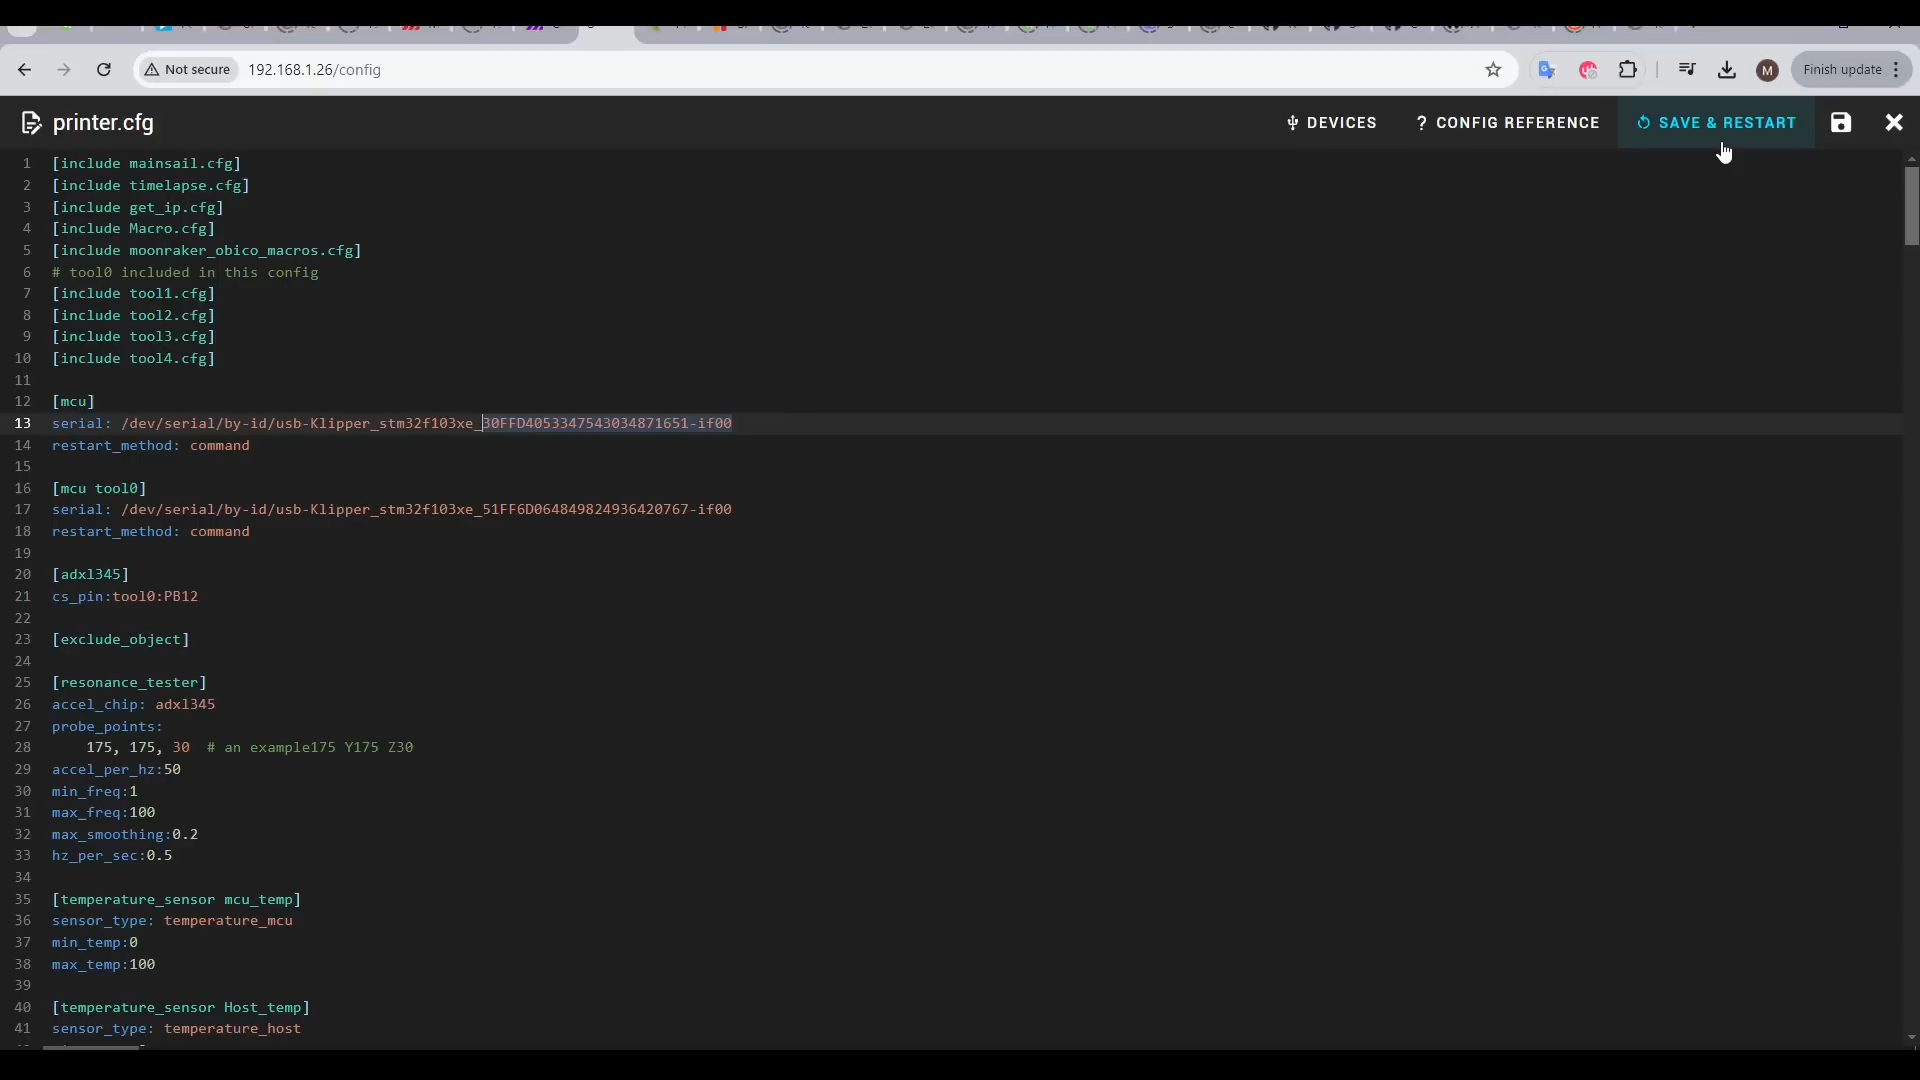 Not secure 192.168.1.26/config M Finish update
printer.cfg DEVICES ? CONFIG REFERENCE SAVE & RESTART
1 [include mainsail.cfg]
2 [include timelapse.cfg]
3 [include get_ip.cfg]
4 [include Macro.cfg]
5 [include moonraker_obico_macros.cfg]
6 # tool0 included in this config
7 [include tool1.cfg]
8 [include tool2.cfg]
9 [include tool3.cfg]
10 [include tool4.cfg]
11
12 [mcu]
13 serial: /dev/serial/by-id/usb-Klipper_stm32f103xe_30FFD4053347543034871651-if00
14 restart_method: command
15
16 [mcu tool0]
17 serial: /dev/serial/by-id/usb-Klipper_stm32f103xe_51FF6D064849824936420767-if00
18 restart_method: command
19
20 [adxl345]
21 cs_pin:tool0:PB12
22
23 [exclude_object]
24
25 [resonance_tester]
26 accel_chip: adxl345
27 probe_points:
28 175, 175, 30 # an example175 Y175 Z30
29 accel_per_hz:50
30 min_freq:1
31 max_freq:100
32 max_smoothing:0.2
33 hz_per_sec:0.5
34
35 [temperature_sensor mcu_temp]
36 sensor_type: temperature_mcu
37 min_temp:0
38 max_temp:100
39
40 [temperature_sensor Host_temp]
41 sensor_type: temperature_host